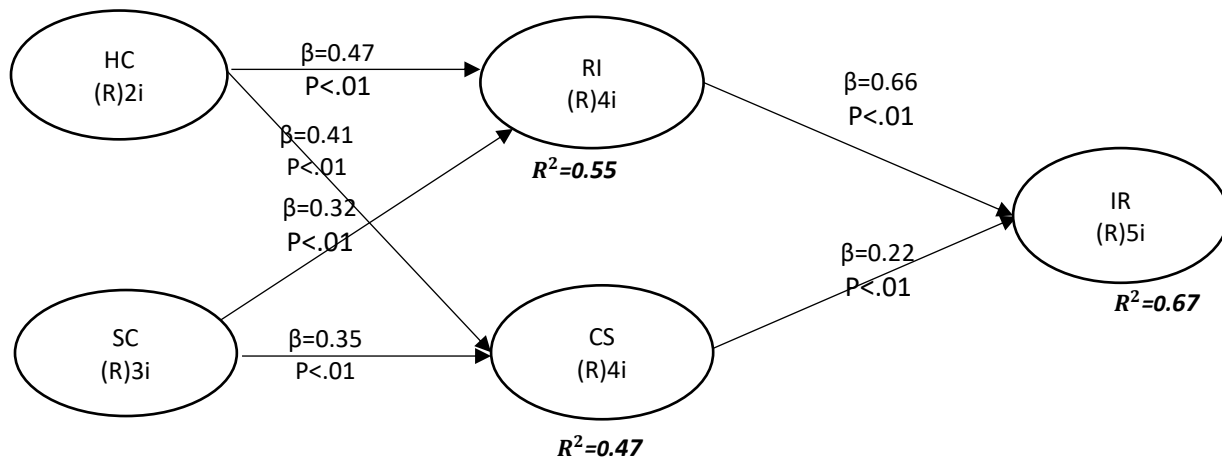 HC
(R)2i
β=0.47
P<.01
RI
(R)4i
R²=0.55
β=0.66
P<.01
β=0.41
P<.01
β=0.32
P<.01
IR
(R)5i
R²=0.67
β=0.22
P<.01
SC
(R)3i
β=0.35
P<.01
CS
(R)4i
R²=0.47